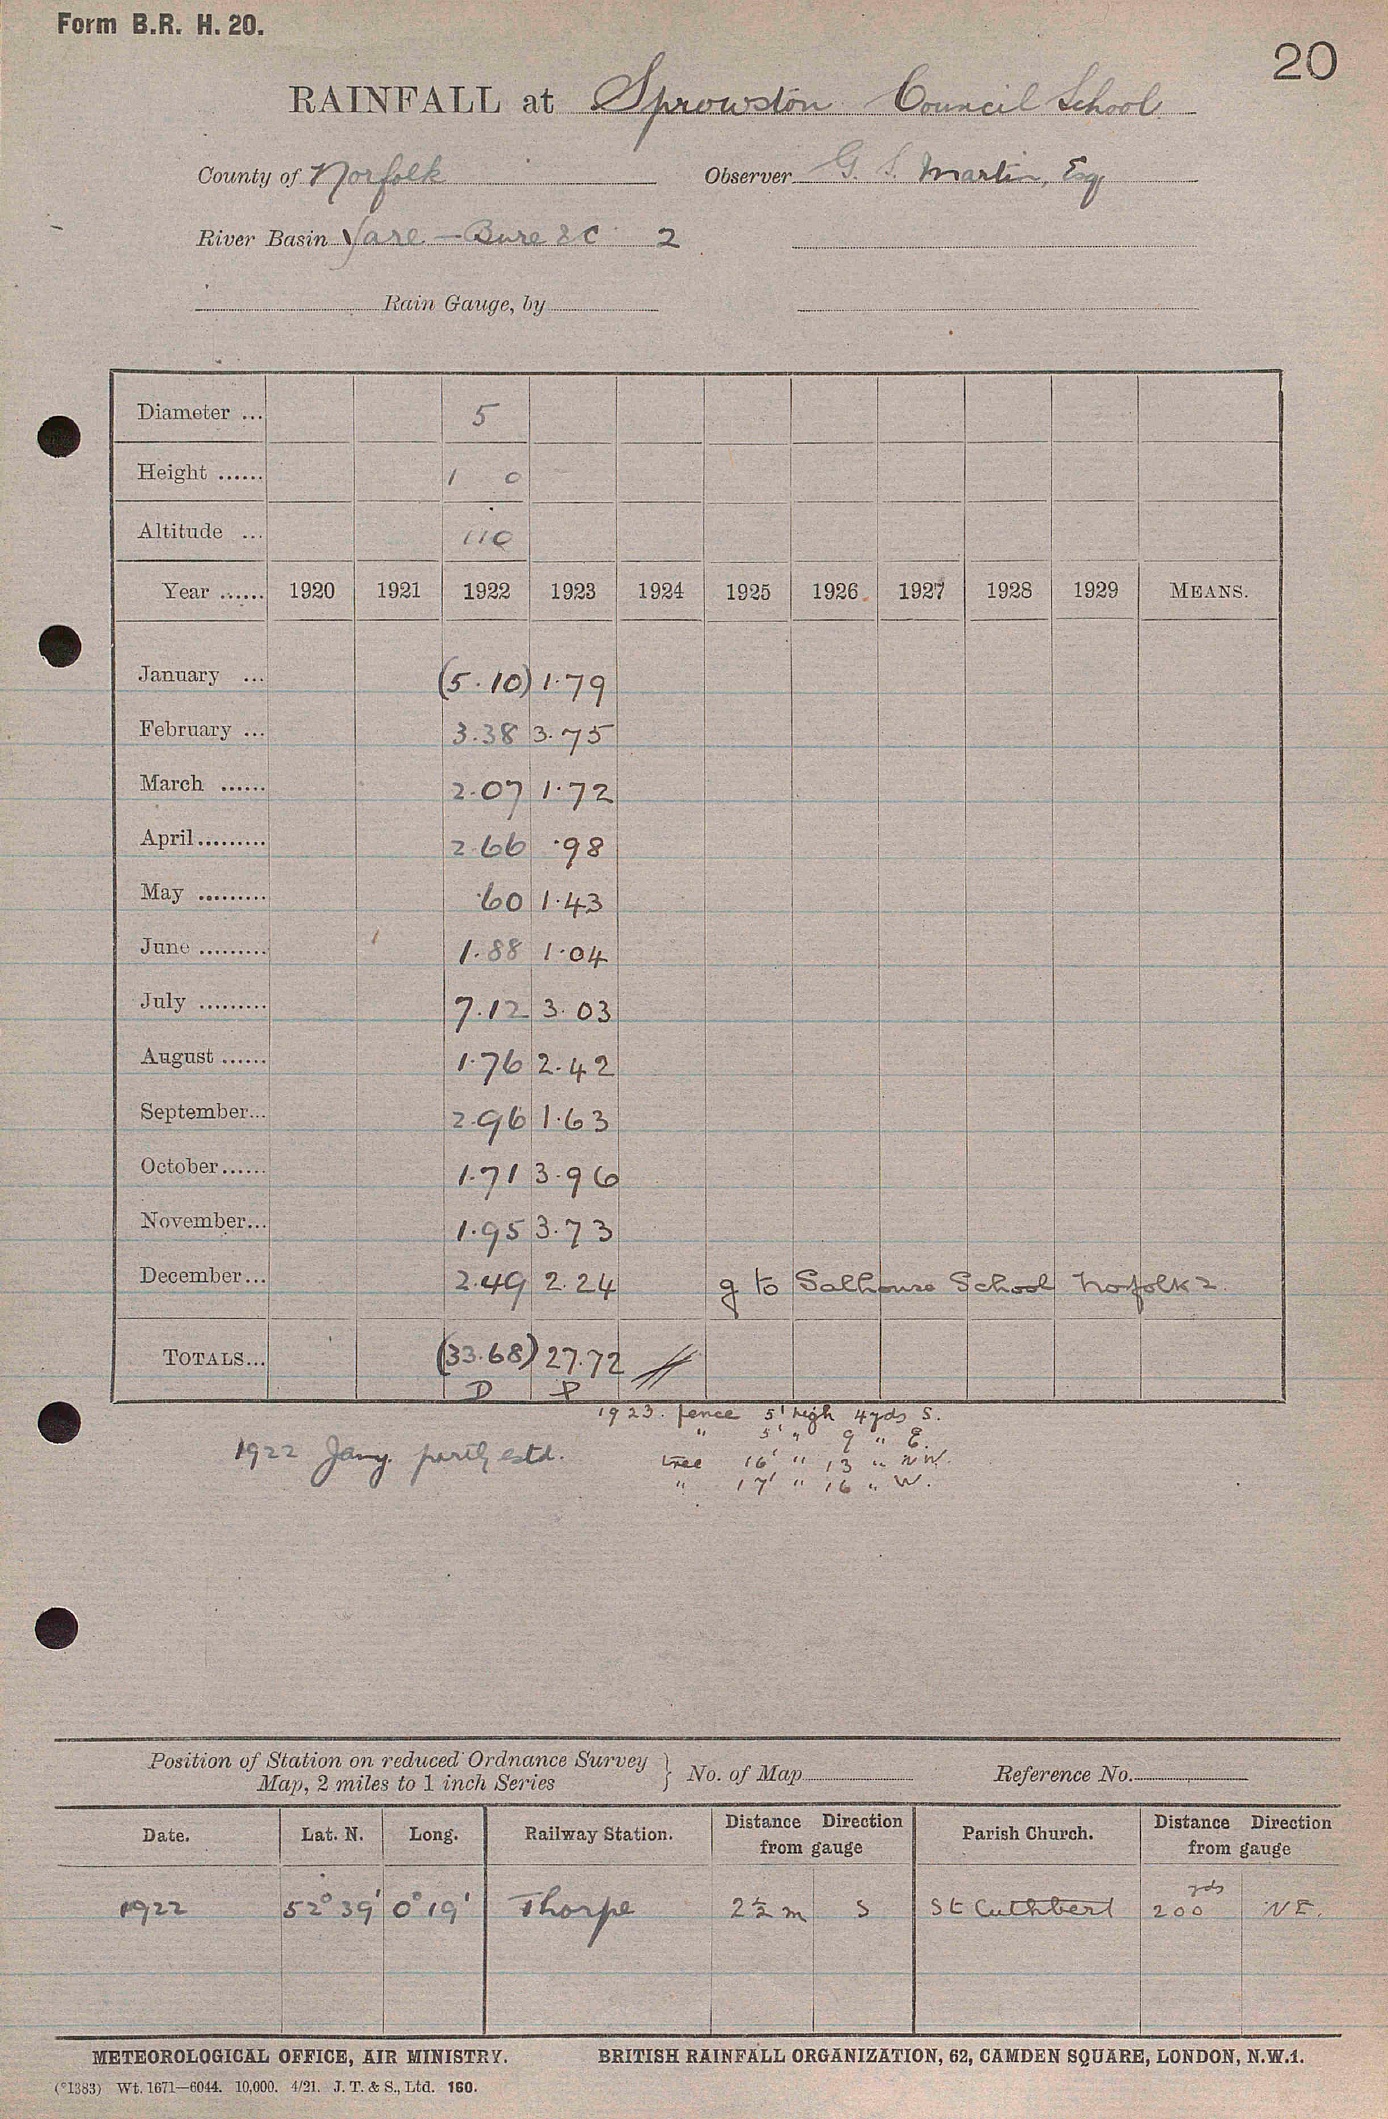 Form B.R. H. 20.
20
RAINFALL at Sprowston Council School
County of Norfolk Observer G. S. Martin, Esq
River Basin Yare — Bure &c 2
Rain Gauge, by
Diameter ... 5
Height ...... 1 0
Altitude ... 110
Year ...... 1920 1921 1922 1923 1924 1925 1926 1927 1928 1929 MEANS.
January ... (5.10) 1.79
February ... 3.38 3.75
March ...... 2.07 1.72
April......... 2.66 .98
May ......... .60 1.43
June ......... 1.88 1.04
July ......... 7.12 3.03
August ...... 1.76 2.42
September... 2.96 1.63
October...... 1.71 3.96
November... 1.95 3.73
December... 2.49 2.24 g to Salhouse School Norfolk 2.
TOTALS... (33.68) 27.72
D P
1923. fence 5' high 4 yds S.
" 5' " 9 " E.
1922 Jany. partly estd.
tree 16' " 13 " NW.
" 17' " 16 " W.
Position of Station on reduced Ordnance Survey
Map, 2 miles to 1 inch Series } No. of Map Reference No.
Date. Lat. N. Long. Railway Station. Distance Direction from gauge Parish Church. Distance Direction from gauge
1922 52° 39' 0° 19' Thorpe 2½ m S St Cuthbert 200 yds NE.
METEOROLOGICAL OFFICE, AIR MINISTRY. BRITISH RAINFALL ORGANIZATION, 62, CAMDEN SQUARE, LONDON, N.W.1.
(*1383) Wt. 1671—6044. 10,000. 4/21. J. T. & S., Ltd. 160.